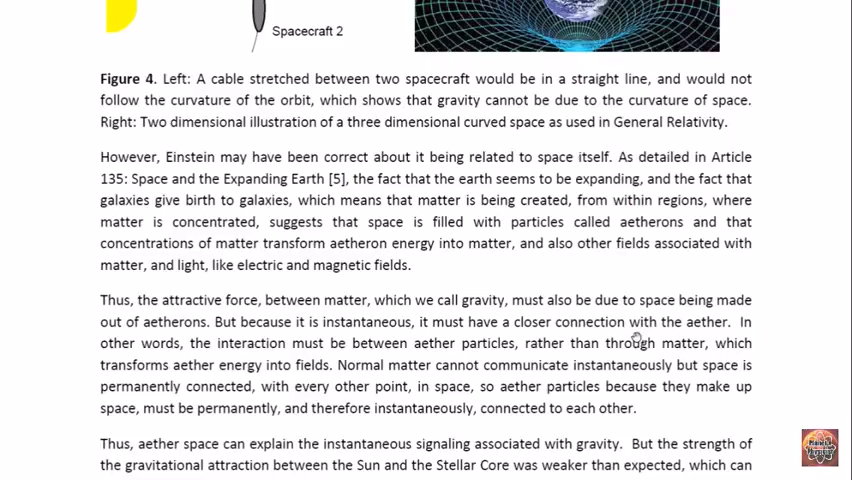 Spacecraft 2
Figure 4. Left: A cable stretched between two spacecraft would be in a straight line, and would not
follow the curvature of the orbit, which shows that gravity cannot be due to the curvature of space.
Right: Two dimensional illustration of a three dimensional curved space as used in General Relativity.
However, Einstein may have been correct about it being related to space itself. As detailed in Article
135: Space and the Expanding Earth [5], the fact that the earth seems to be expanding, and the fact that
galaxies give birth to galaxies, which means that matter is being created, from within regions, where
matter is concentrated, suggests that space is filled with particles called aetherons and that
concentrations of matter transform aetheron energy into matter, and also other fields associated with
matter, and light, like electric and magnetic fields.
Thus, the attractive force, between matter, which we call gravity, must also be due to space being made
out of aetherons. But because it is instantaneous, it must have a closer connection with the aether. In
other words, the interaction must be between aether particles, rather than through matter, which
transforms aether energy into fields. Normal matter cannot communicate instantaneously but space is
permanently connected, with every other point, in space, so aether particles because they make up
space, must be permanently, and therefore instantaneously, connected to each other.
Thus, aether space can explain the instantaneous signaling associated with gravity. But the strength of
the gravitational attraction between the Sun and the Stellar Core was weaker than expected, which can